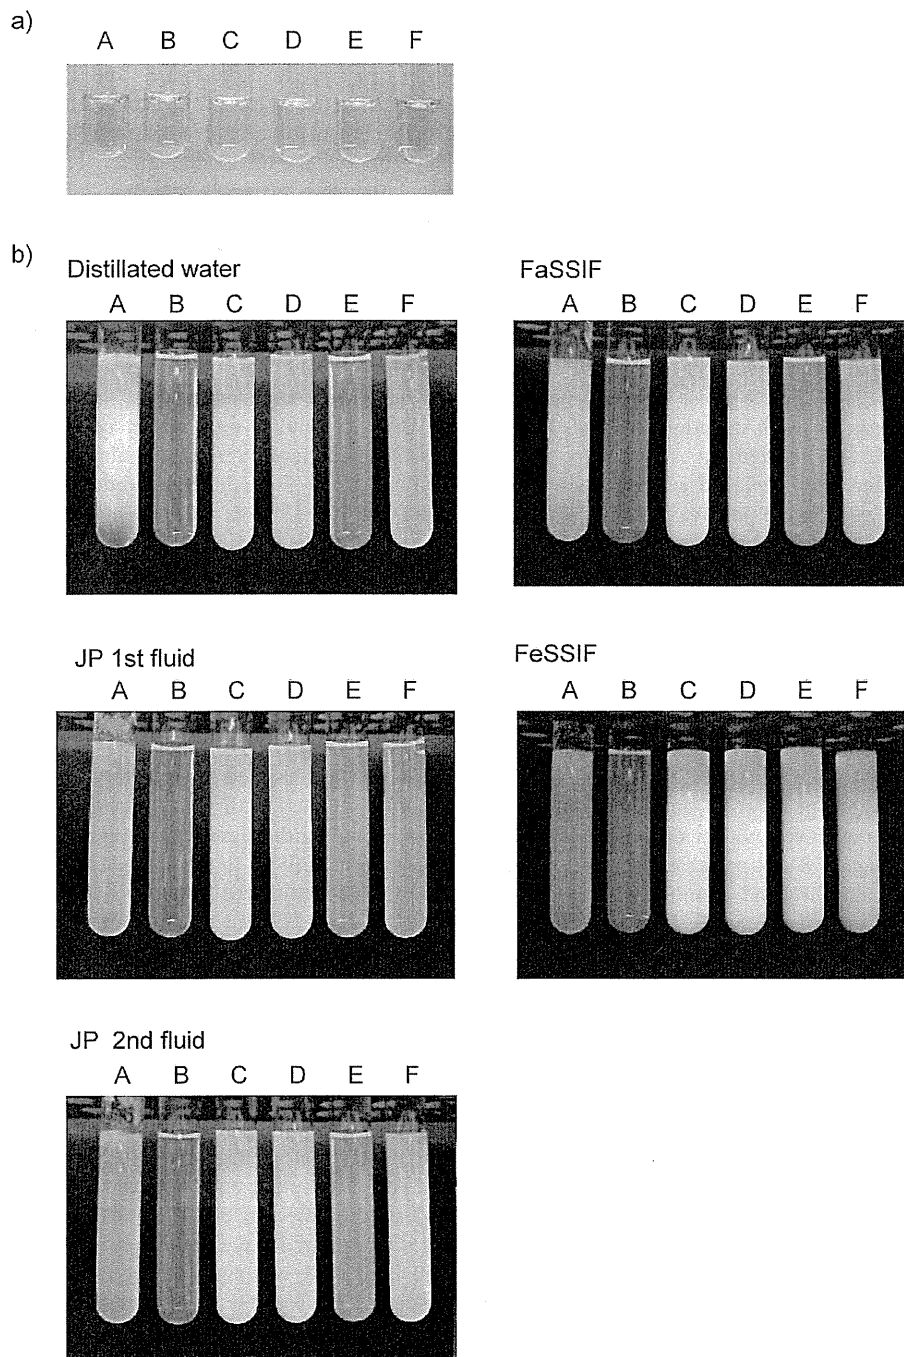 a)
A B C D E F
b)
Distillated water
A B C D E F
FaSSIF
A B C D E F
JP 1st fluid
A B C D E F
FeSSIF
A B C D E F
JP 2nd fluid
A B C D E F